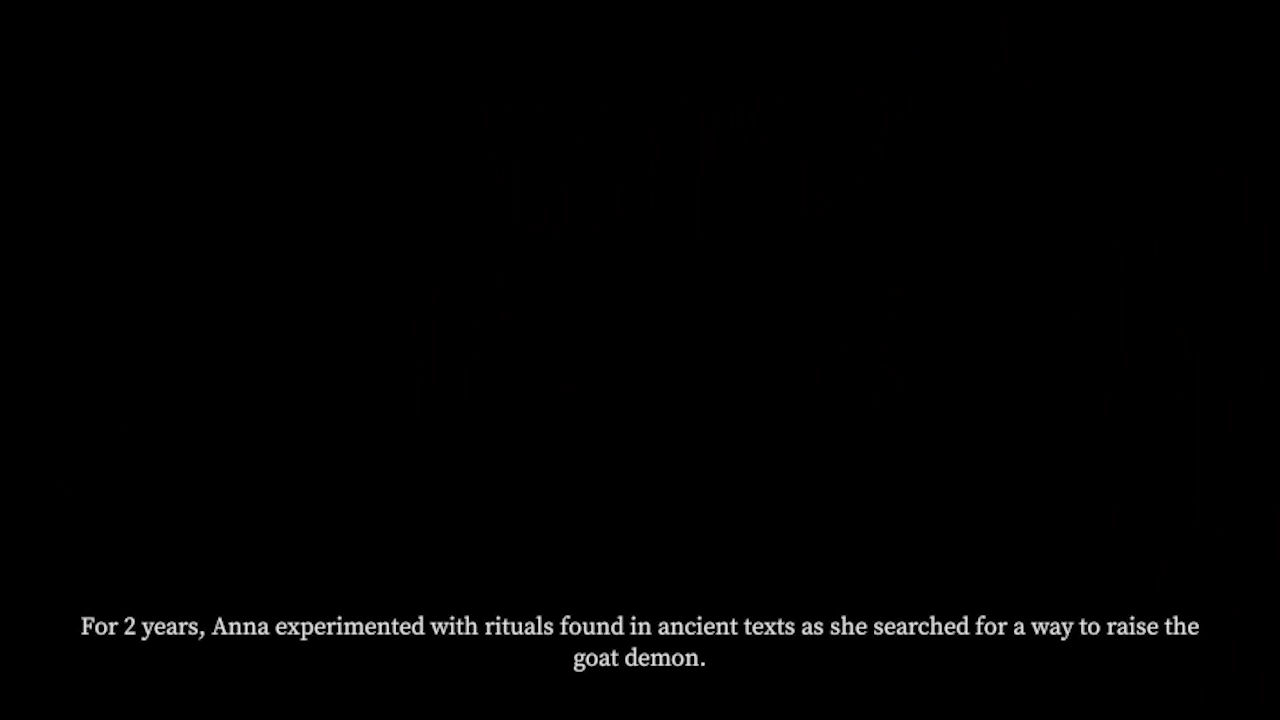 For 2 years, Anna experimented with rituals found in ancient texts as she searched for a way to raise the
goat demon.